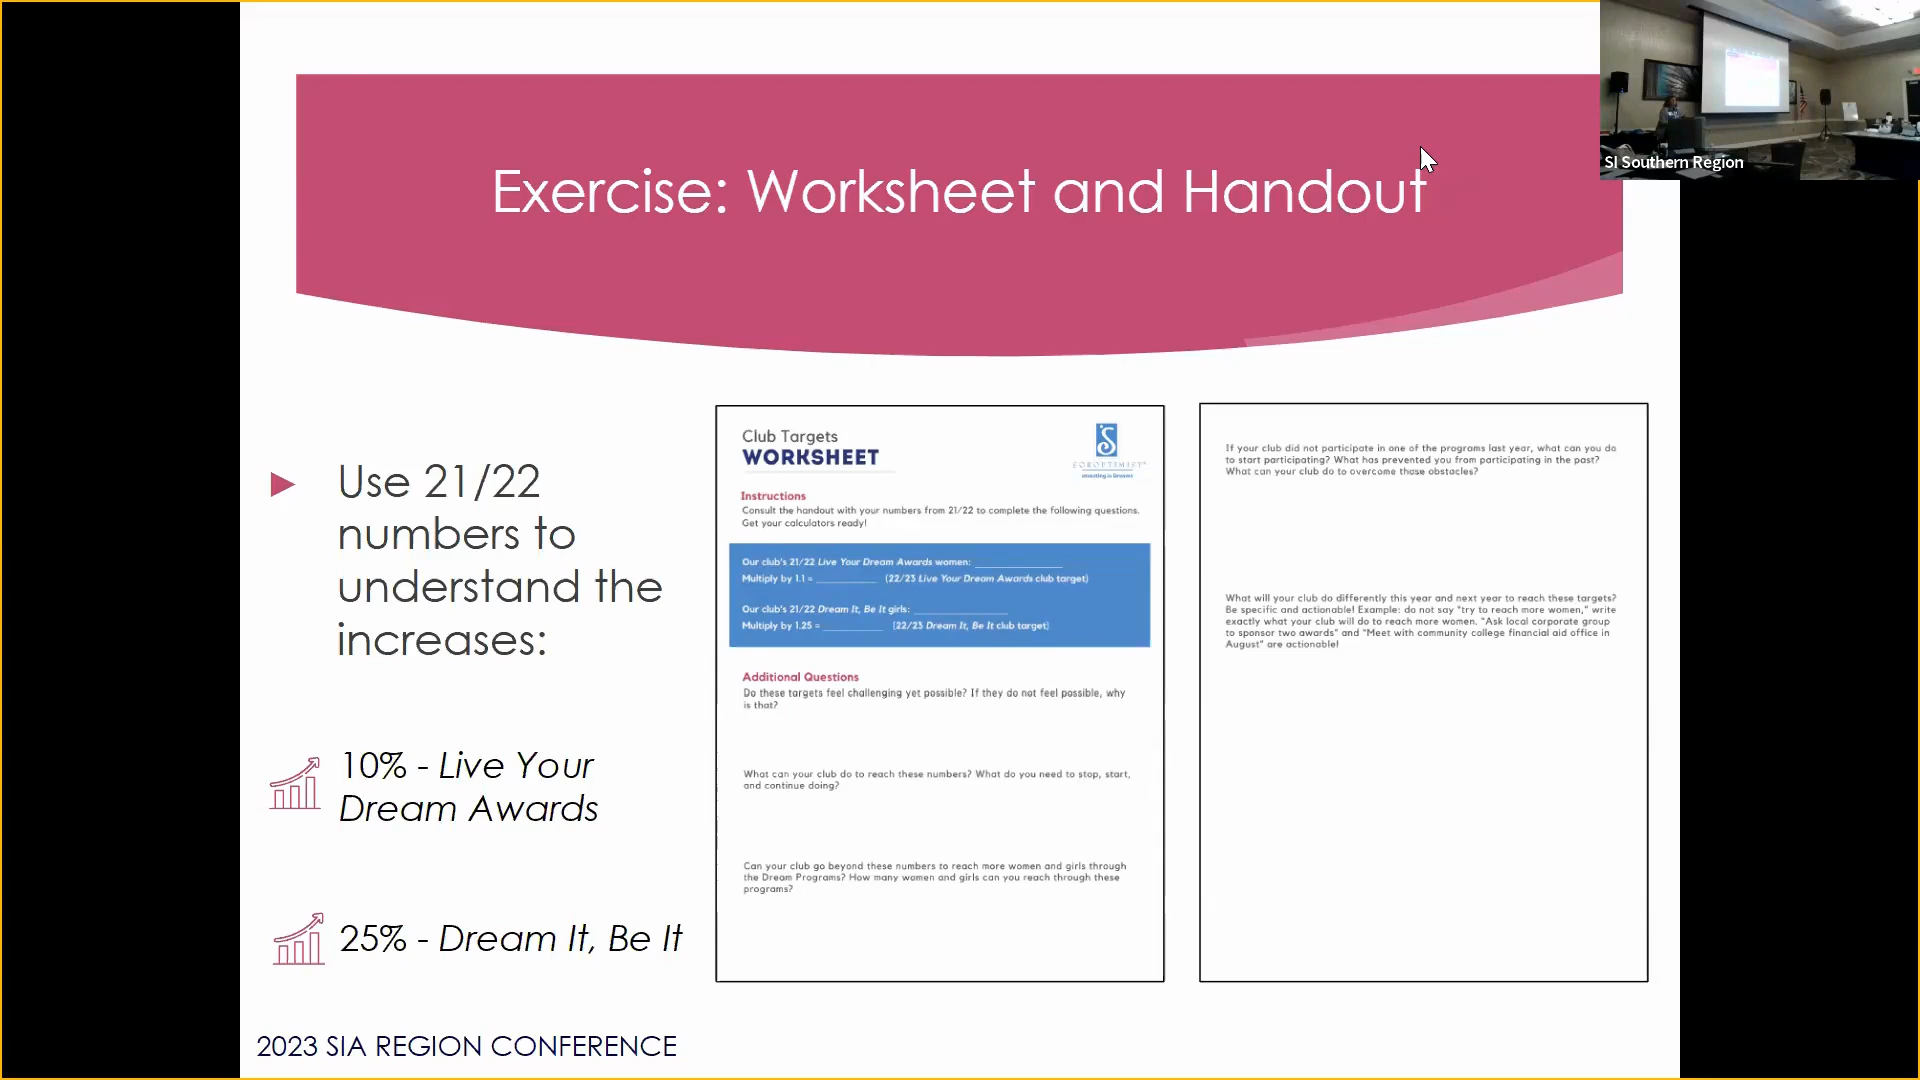 SI Southern Region
Exercise: Worksheet and Handout
Use 21/22
numbers to
understand the
increases:
10% - Live Your
Dream Awards
25% - Dream It, Be It
Club Targets
WORKSHEET
SOROPTIMIST
Investing in Dreams
Instructions
Consult the handout with your numbers from 21/22 to complete the following questions.
Get your calculators ready!
Our club's 21/22 Live Your Dream Awards women: ____________
Multiply by 1.1 = ____________ (22/23 Live Your Dream Awards club target)
Our club's 21/22 Dream It, Be It girls: ____________
Multiply by 1.25 = ____________ (22/23 Dream It, Be It club target)
Additional Questions
Do these targets feel challenging yet possible? If they do not feel possible, why
is that?
What can your club do to reach these numbers? What do you need to stop, start,
and continue doing?
Can your club go beyond these numbers to reach more women and girls through
the Dream Programs? How many women and girls can you reach through these
programs?
If your club did not participate in one of the programs last year, what can you do
to start participating? What has prevented you from participating in the past?
What can your club do to overcome those obstacles?
What will your club do differently this year and next year to reach these targets?
Be specific and actionable! Example: do not say "try to reach more women," write
exactly what your club will do to reach more women. "Ask local corporate group
to sponsor two awards" and "Meet with community college financial aid office in
August" are actionable!
2023 SIA REGION CONFERENCE